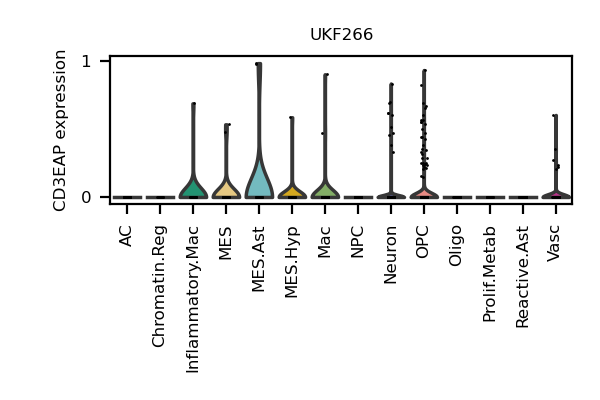 UKF266
CD3EAP expression
1
0
AC
Chromatin.Reg
Inflammatory.Mac
MES
MES.Ast
MES.Hyp
Mac
NPC
Neuron
OPC
Oligo
Prolif.Metab
Reactive.Ast
Vasc